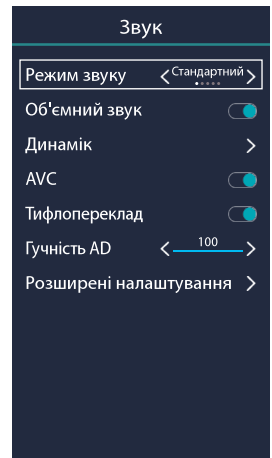 Звук
Режим звуку Стандартний
Об'ємний звук
Динамік
AVC
Тифлопереклад
Гучність AD 100
Розширені налаштування